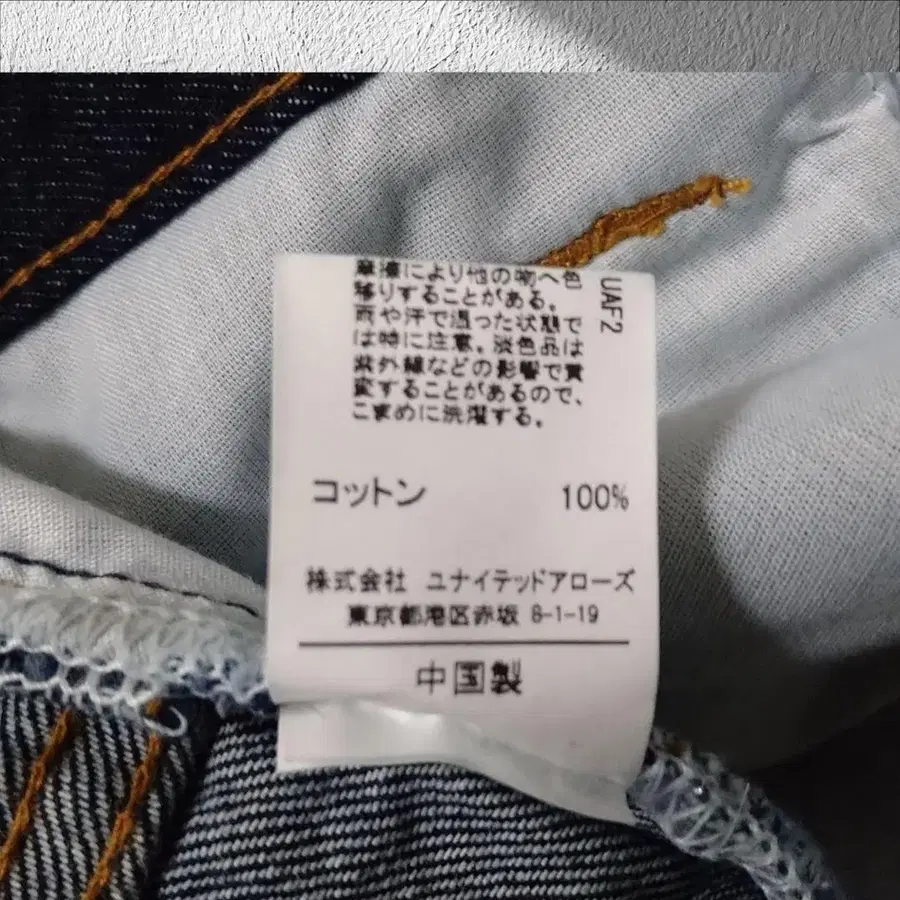 摩擦により他の物へ色
移りすることがある。
雨や汗で湿った状態で
は特に注意。淡色品は
紫外線などの影響で黄
変することがあるので、
こまめに洗濯する。
UAF2
コットン 100%
株式会社 ユナイテッドアローズ
東京都港区赤坂 8-1-19
中国製